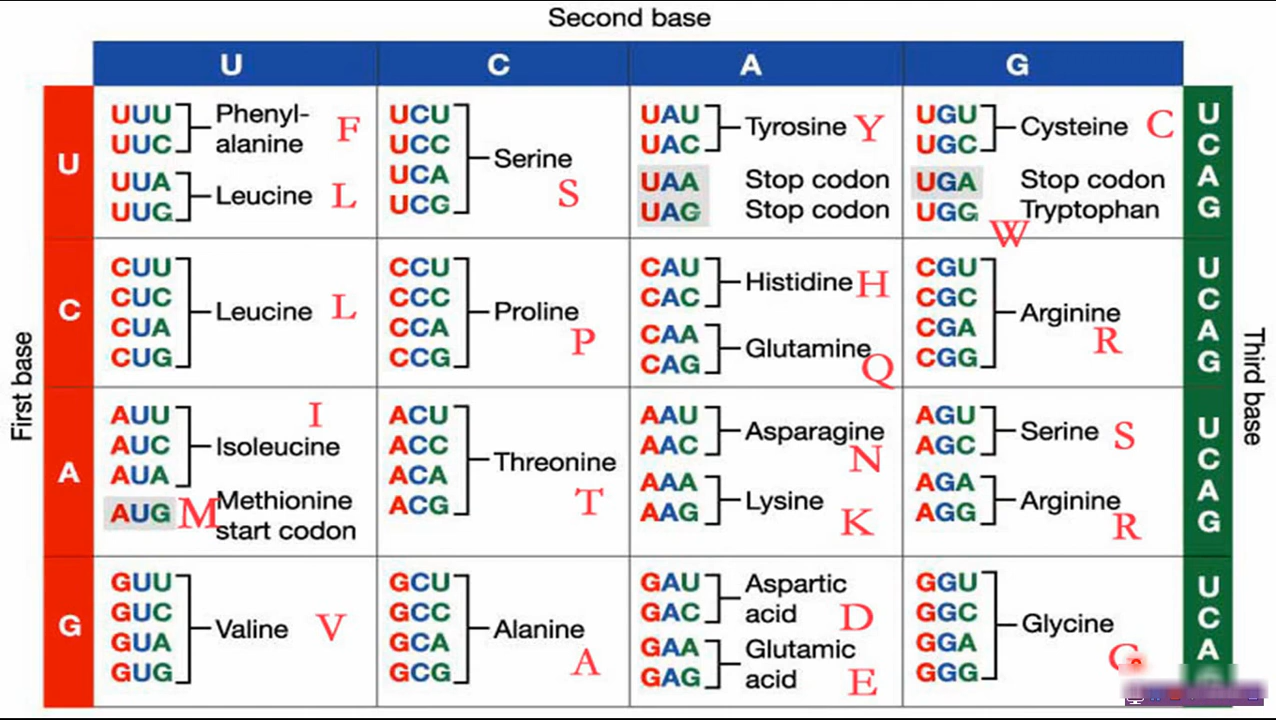 Second base
U C A G
First base
U
UUU Phenyl- F
UUC alanine
UUA Leucine L
UUG
UCU
UCC Serine
UCA S
UCG
UAU Tyrosine Y
UAC
UAA Stop codon
UAG Stop codon
UGU Cysteine C
UGC
UGA Stop codon
UGG Tryptophan
W
U
C
A
G
C
CUU
CUC Leucine L
CUA
CUG
CCU
CCC Proline
CCA P
CCG
CAU Histidine H
CAC
CAA Glutamine
CAG Q
CGU
CGC Arginine
CGA R
CGG
U
C
A
G
A
AUU I
AUC Isoleucine
AUA
AUG M Methionine
start codon
ACU
ACC Threonine
ACA T
ACG
AAU Asparagine
AAC N
AAA Lysine
AAG K
AGU Serine S
AGC
AGA Arginine
AGG R
U
C
A
G
G
GUU
GUC Valine V
GUA
GUG
GCU
GCC Alanine
GCA A
GCG
GAU Aspartic
GAC acid D
GAA Glutamic
GAG acid E
GGU
GGC Glycine
GGA G
GGG
U
C
A
Third base